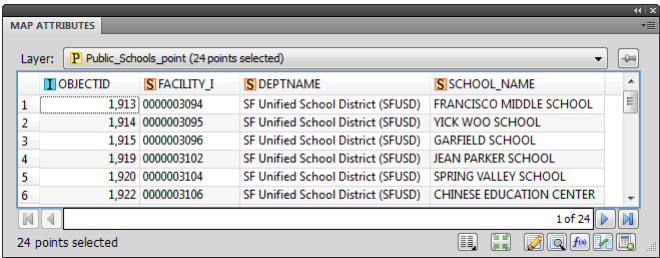 MAP ATTRIBUTES
Layer: P Public_Schools_point (24 points selected)
I OBJECTID S FACILITY_I S DEPTNAME S SCHOOL_NAME
1 1,913 0000003094 SF Unified School District (SFUSD) FRANCISCO MIDDLE SCHOOL
2 1,914 0000003095 SF Unified School District (SFUSD) YICK WOO SCHOOL
3 1,915 0000003096 SF Unified School District (SFUSD) GARFIELD SCHOOL
4 1,919 0000003102 SF Unified School District (SFUSD) JEAN PARKER SCHOOL
5 1,920 0000003104 SF Unified School District (SFUSD) SPRING VALLEY SCHOOL
6 1,922 0000003106 SF Unified School District (SFUSD) CHINESE EDUCATION CENTER
1 of 24
24 points selected f(x)